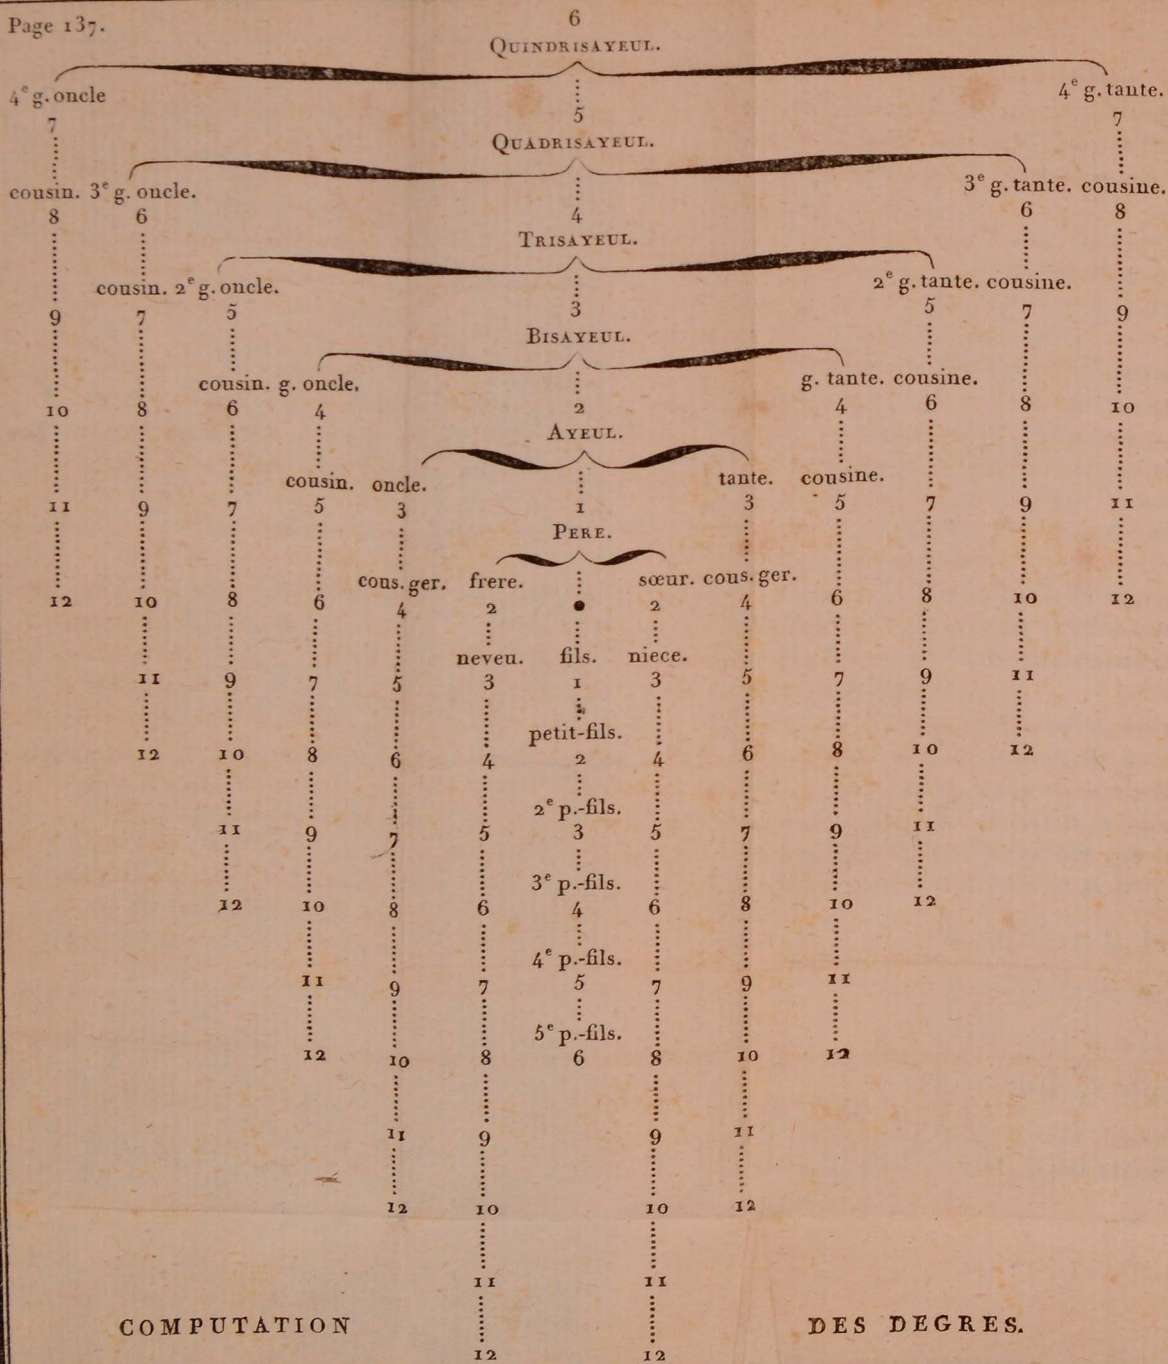 Page 137.
6
QUINDRISAYEUL.
4e g. oncle 4e g. tante.
7 5 7
QUADRISAYEUL.
cousin. 3e g. oncle. 3e g. tante. cousine.
8 6 4 6 8
TRISAYEUL.
cousin. 2e g. oncle. 2e g. tante. cousine.
9 7 5 3 5 7 9
BISAYEUL.
cousin. g. oncle. g. tante. cousine.
10 8 6 4 2 4 6 8 10
AYEUL.
cousin. oncle. tante. cousine.
11 9 7 5 3 1 3 5 7 9 11
PERE.
cous. ger. frere. sœur. cous. ger.
12 10 8 6 4 2 • 2 4 6 8 10 12
neveu. fils. niece.
11 9 7 5 3 1 3 5 7 9 11
petit-fils.
12 10 8 6 4 2 4 6 8 10 12
2e p.-fils.
11 9 7 5 3 5 7 9 11
3e p.-fils.
12 10 8 6 4 6 8 10 12
4e p.-fils.
11 9 7 5 7 9 11
5e p.-fils.
12 10 8 6 8 10 12
11 9 9 11
12 10 10 12
11 11
COMPUTATION DES DEGRES.
12 12